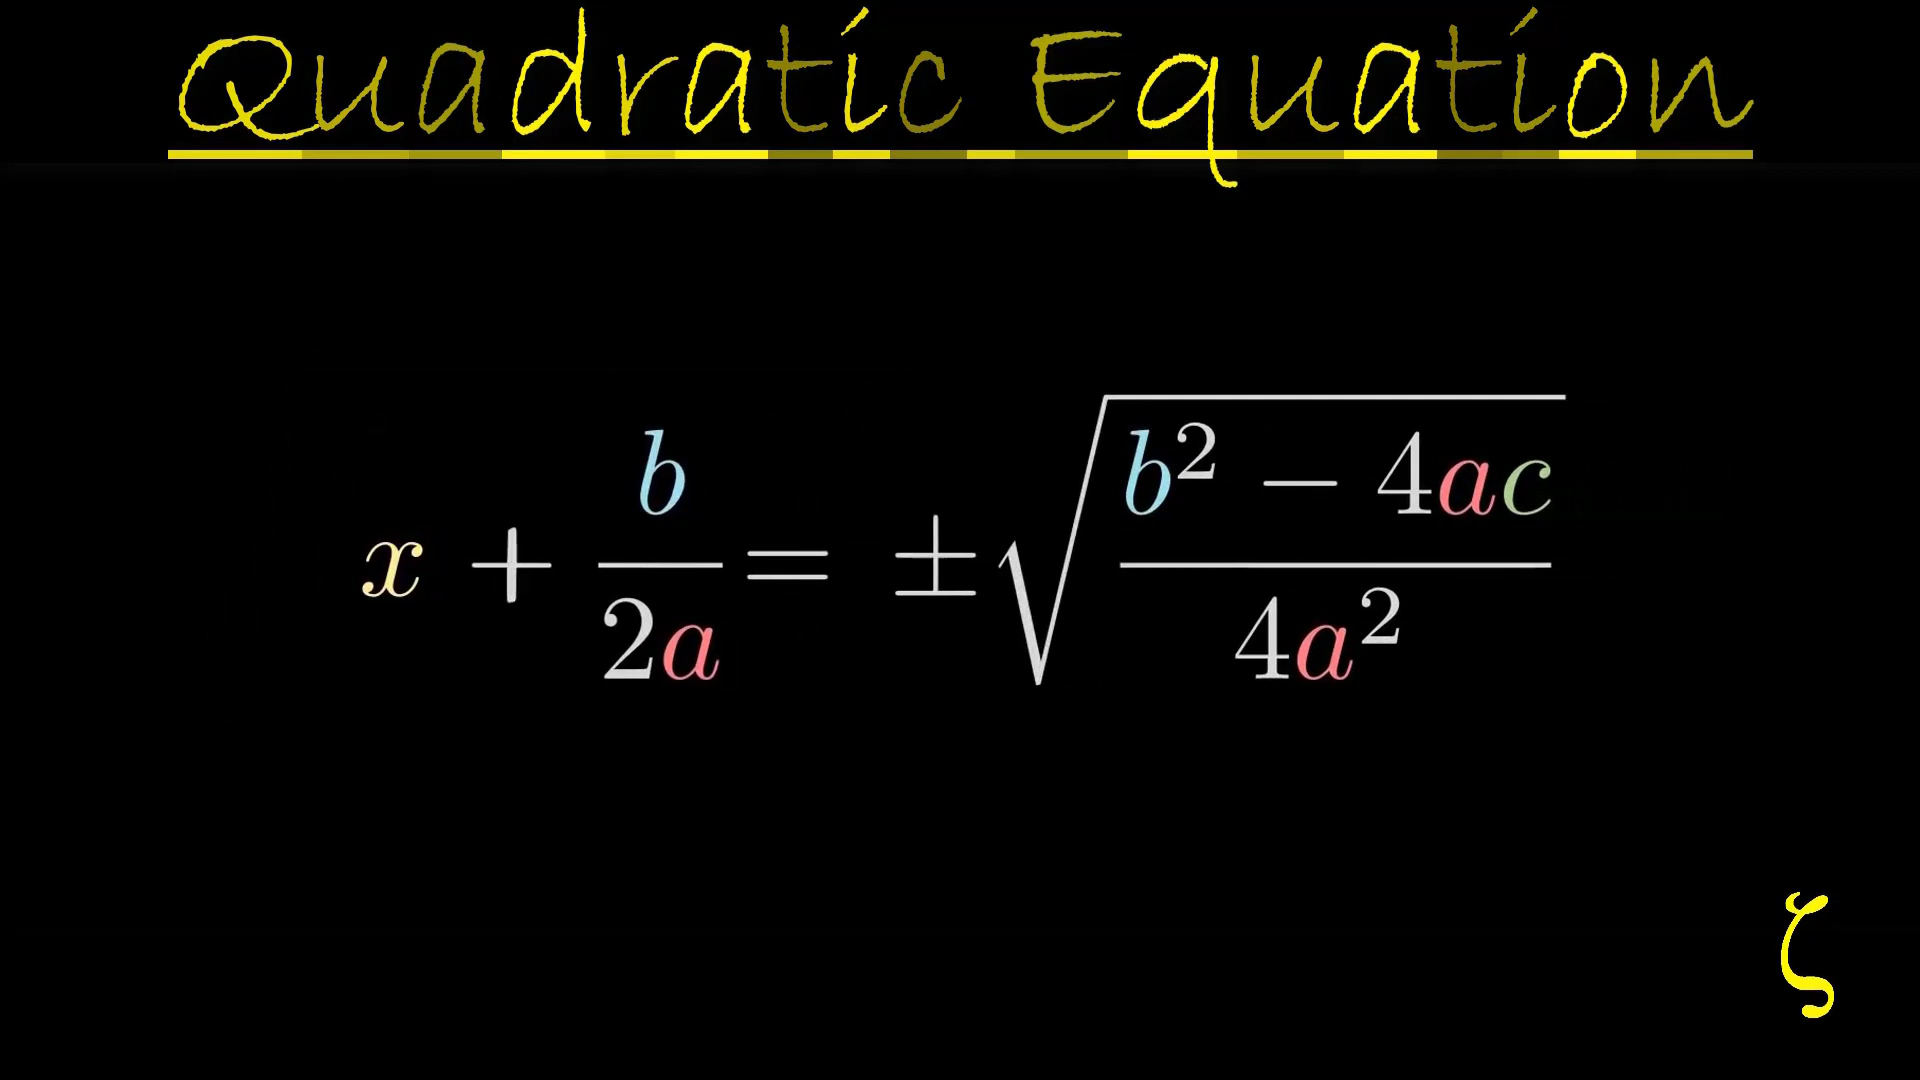 Quadratic Equation
x + b/2a = ±√((b² − 4ac)/4a²)
ζ